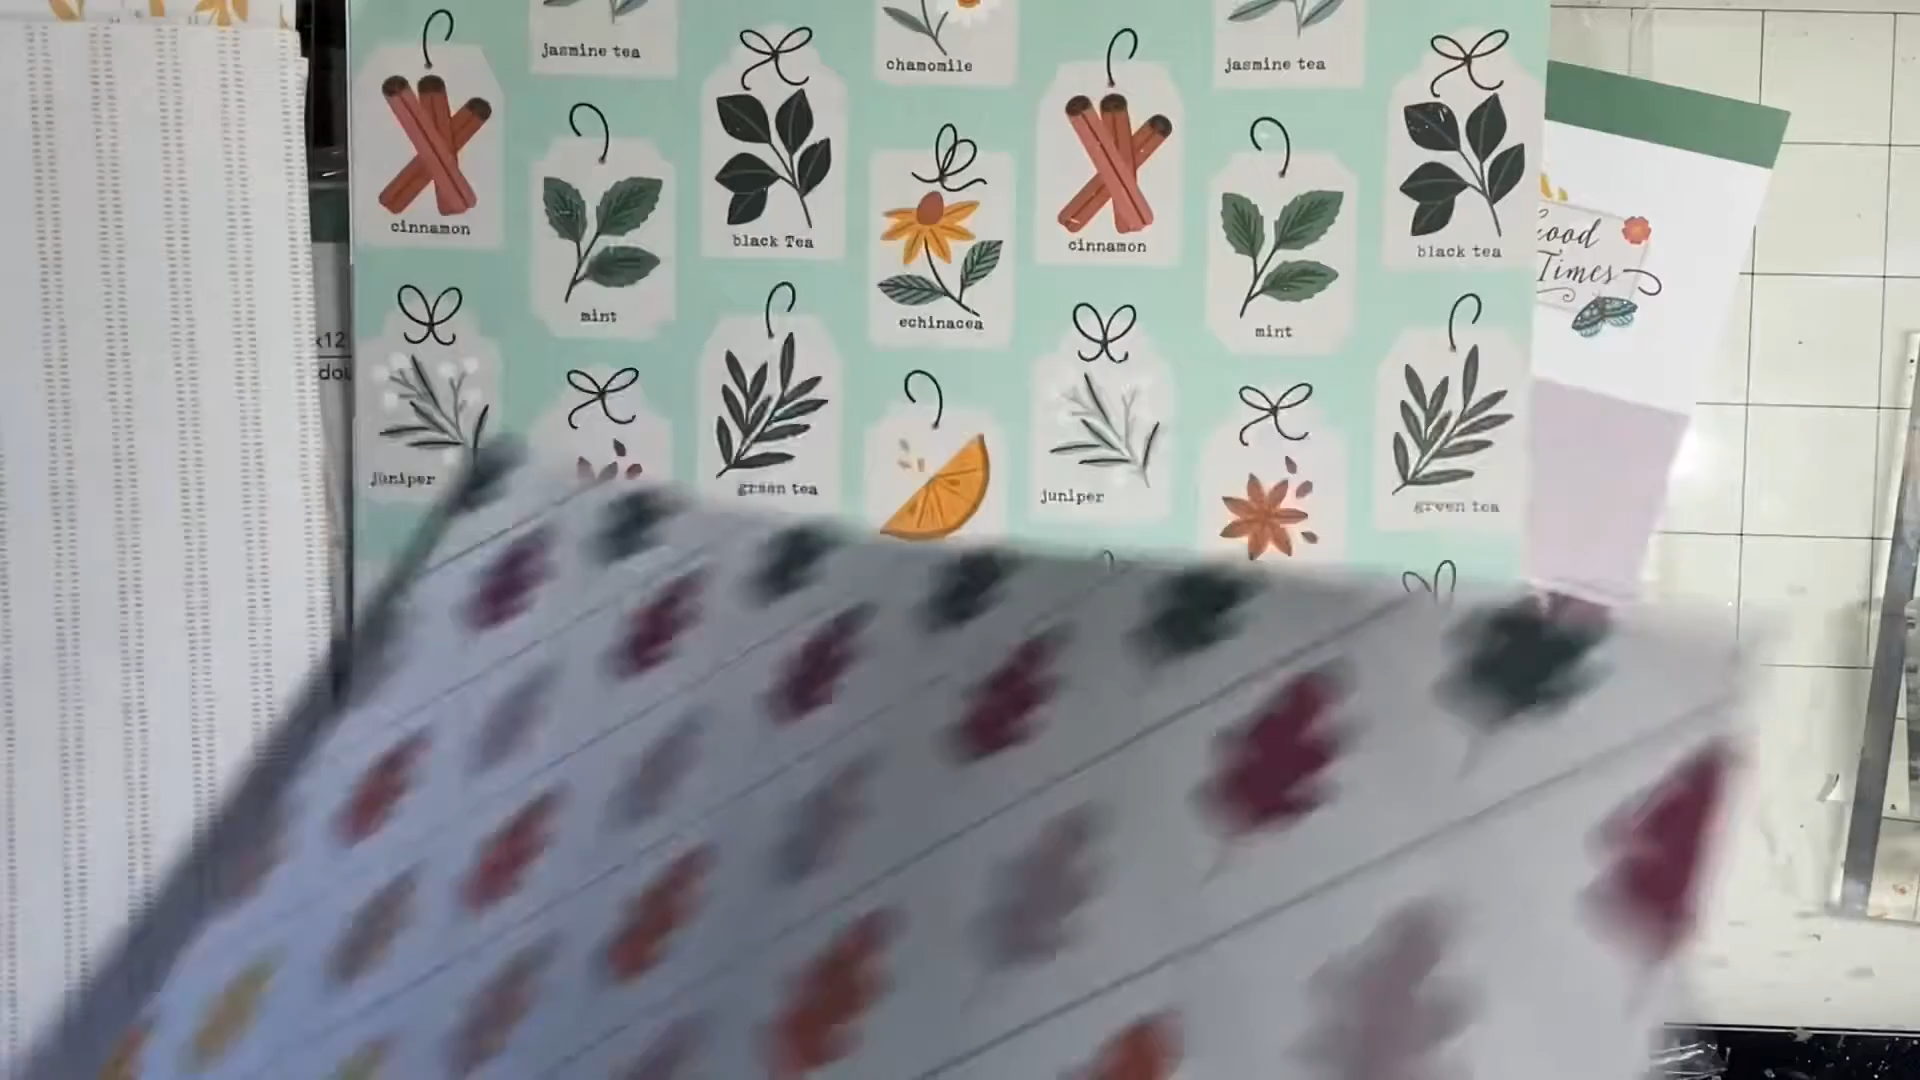 jasmine tea
chamomile
jasmine tea
cinnamon
black Tea
cinnamon
black tea
mint
echinacea
mint
Good
Times
x12
juniper
green tea
juniper
green tea